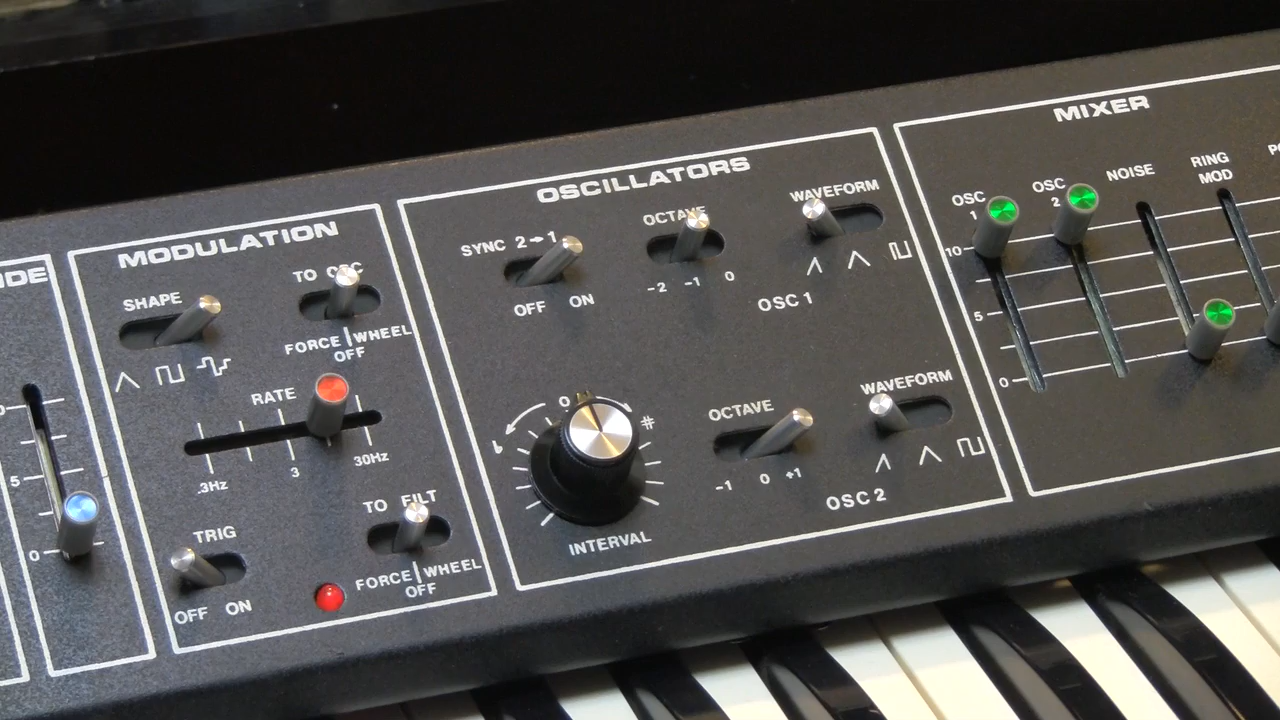 IDE
5
0
MODULATION
SHAPE
TO OSC
FORCE | WHEEL
OFF
RATE
.3Hz
3
30Hz
TRIG
OFF ON
TO FILT
FORCE | WHEEL
OFF
OSCILLATORS
SYNC 2→1
OFF ON
OCTAVE
-2 -1 0
WAVEFORM
OSC 1
♭ 0 #
INTERVAL
OCTAVE
-1 0 +1
WAVEFORM
OSC 2
MIXER
OSC
1
OSC
2
NOISE
RING
MOD
10
5
0